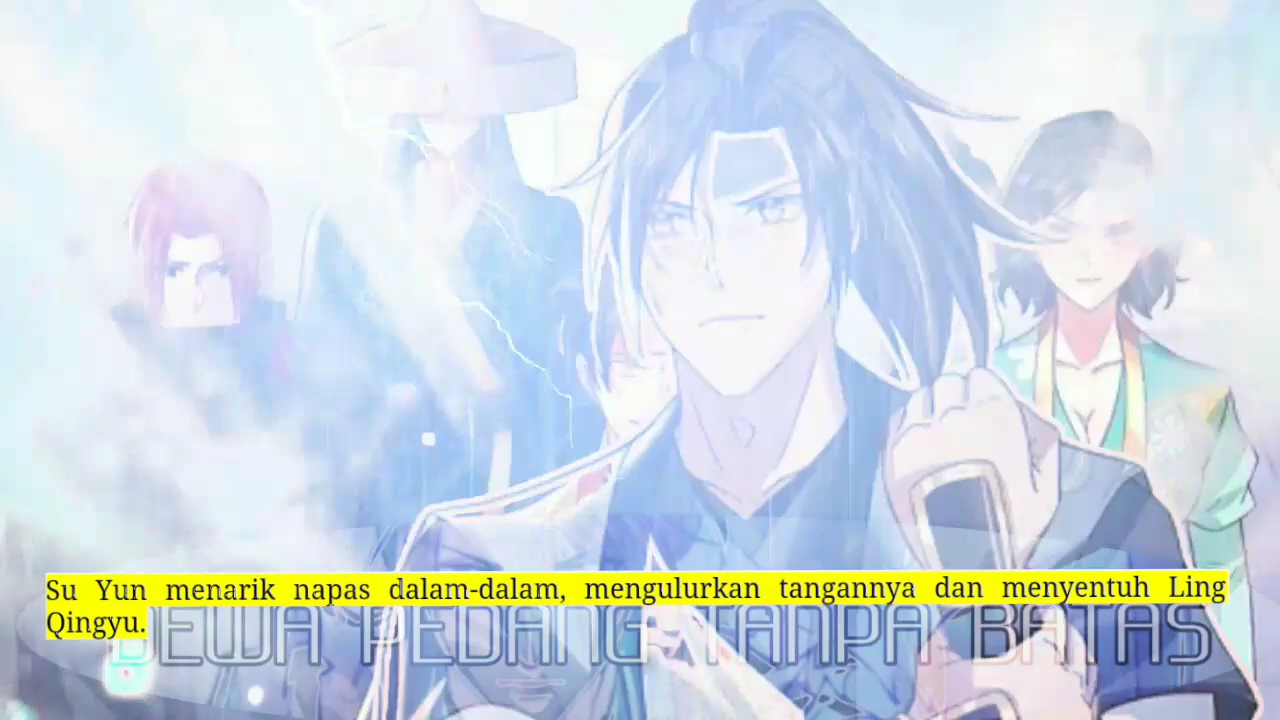 Su Yun menarik napas dalam-dalam, mengulurkan tangannya dan menyentuh Ling
Qingyu.
DEWA PEDANG TANPA BATAS